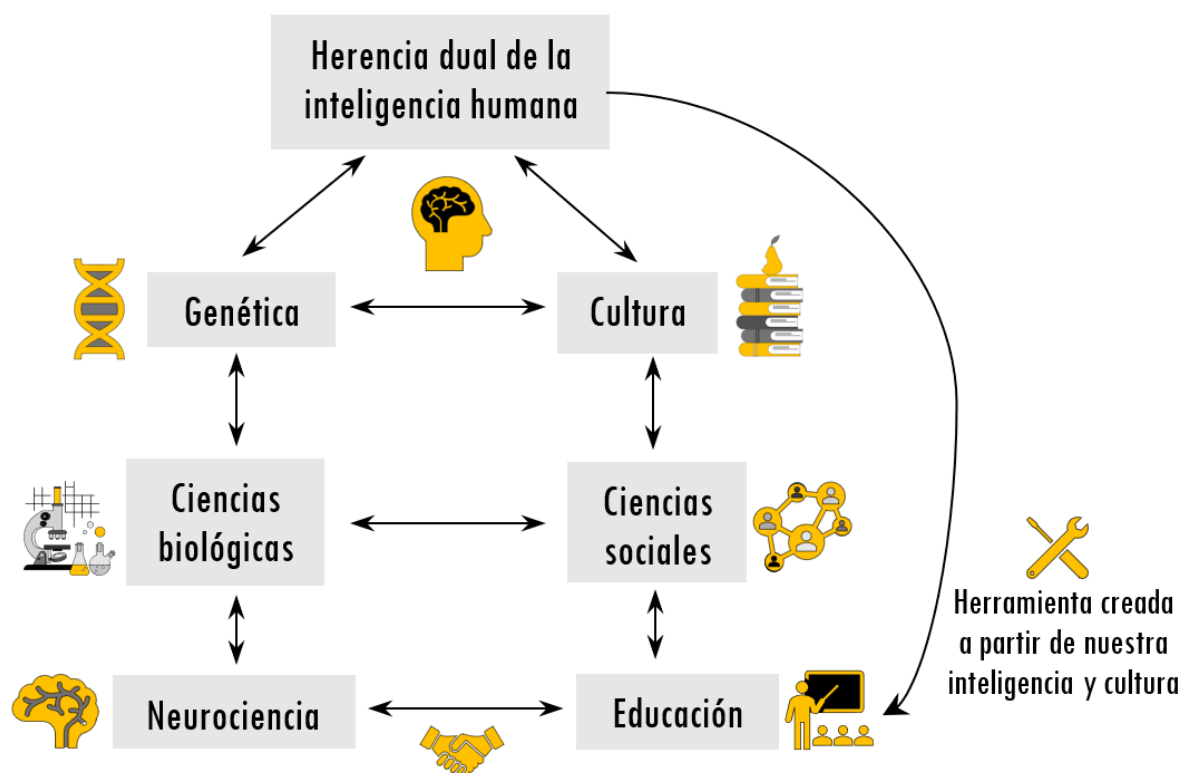 Herencia dual de la
inteligencia humana
Genética
Cultura
Ciencias
biológicas
Ciencias
sociales
Herramienta creada
a partir de nuestra
inteligencia y cultura
Neurociencia
Educación